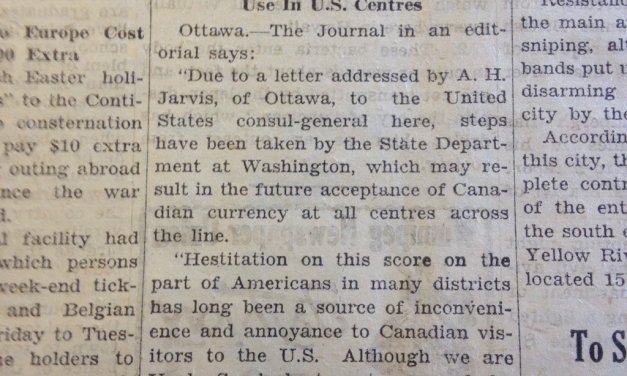 o Europe Cost
00 Extra
h Easter holi-
s" to the Conti-
consternation
pay $10 extra
outing abroad
nce the war
d.
l facility had
which persons
week-end tick-
and Belgian
riday to Tues-
e holders to
Use In U.S. Centres
Ottawa.—The Journal in an edit-
orial says:
"Due to a letter addressed by A. H.
Jarvis, of Ottawa, to the United
States consul-general here, steps
have been taken by the State Depart-
ment at Washington, which may re-
sult in the future acceptance of Cana-
dian currency at all centres across
the line.
"Hestitation on this score on the
part of Americans in many districts
has long been a source of inconveni-
ence and annoyance to Canadian vis-
itors to the U.S. Although we are
Resistance
the main a
sniping, alt
bands put u
disarming
city by the
Accordin
this city, th
plete contr
of the ent
the south e
Yellow Riv
located 15
To S